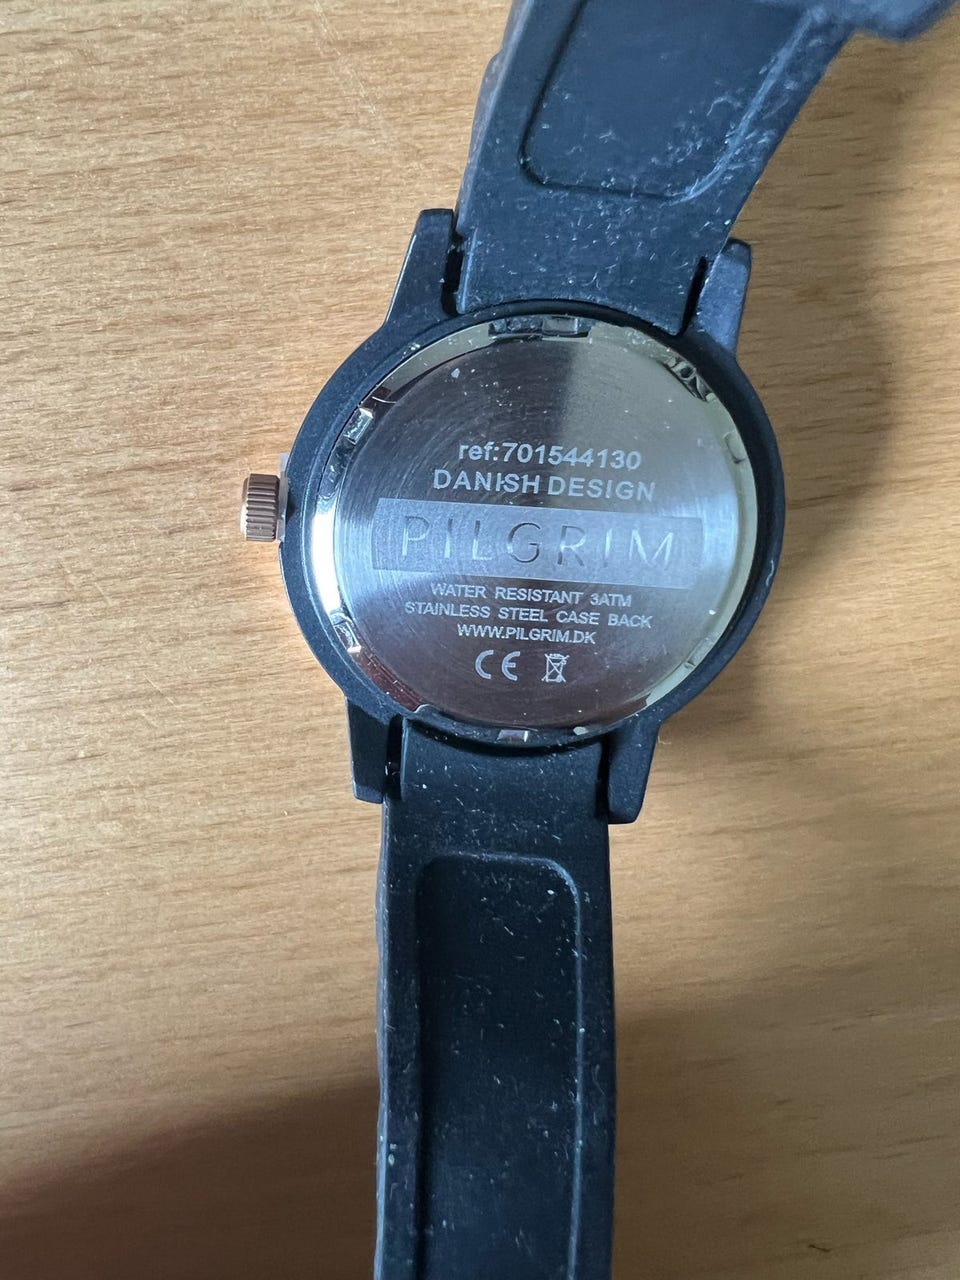 ref:701544130
DANISH DESIGN
PILGRIM
WATER RESISTANT 3ATM
STAINLESS STEEL CASE BACK
WWW.PILGRIM.DK
CE